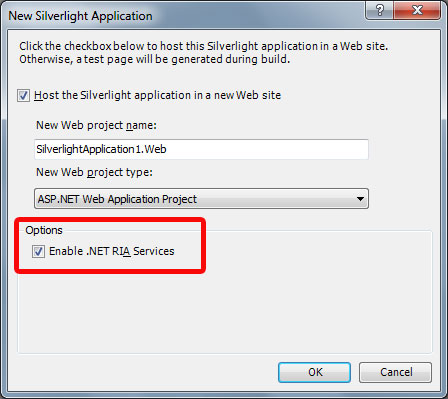 New Silverlight Application
Click the checkbox below to host this Silverlight application in a Web site.
Otherwise, a test page will be generated during build.
Host the Silverlight application in a new Web site
New Web project name:
SilverlightApplication1.Web
New Web project type:
ASP.NET Web Application Project
Options
Enable .NET RIA Services
OK Cancel